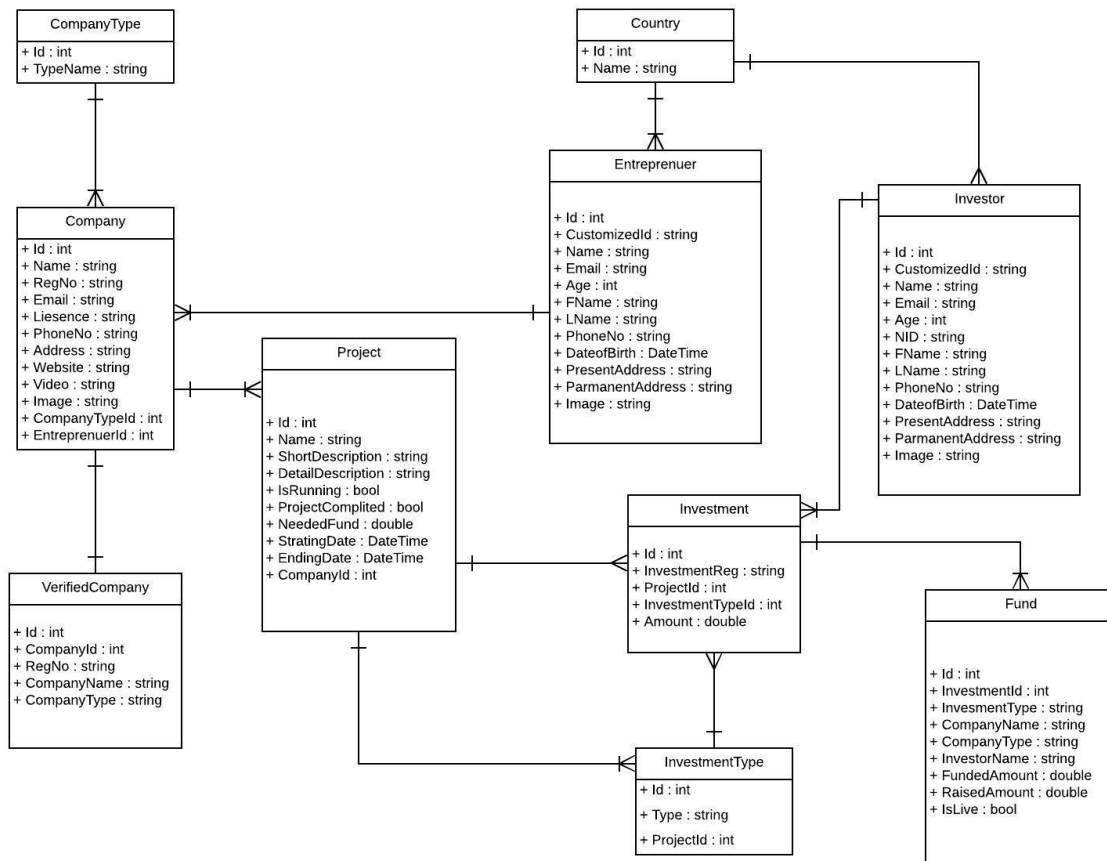 CompanyType
+ Id : int
+ TypeName : string
Country
+ Id : int
+ Name : string
Entreprenuer
+ Id : int
+ CustomizedId : string
+ Name : string
+ Email : string
+ Age : int
+ FName : string
+ LName : string
+ PhoneNo : string
+ DateofBirth : DateTime
+ PresentAddress : string
+ ParmanentAddress : string
+ Image : string
Investor
+ Id : int
+ CustomizedId : string
+ Name : string
+ Email : string
+ Age : int
+ NID : string
+ FName : string
+ LName : string
+ PhoneNo : string
+ DateofBirth : DateTime
+ PresentAddress : string
+ ParmanentAddress : string
+ Image : string
Company
+ Id : int
+ Name : string
+ RegNo : string
+ Email : string
+ Liesence : string
+ PhoneNo : string
+ Address : string
+ Website : string
+ Video : string
+ Image : string
+ CompanyTypeId : int
+ EntreprenuerId : int
Project
+ Id : int
+ Name : string
+ ShortDescription : string
+ DetailDescription : string
+ IsRunning : bool
+ ProjectComplited : bool
+ NeededFund : double
+ StratingDate : DateTime
+ EndingDate : DateTime
+ CompanyId : int
Investment
+ Id : int
+ InvestmentReg : string
+ ProjectId : int
+ InvestmentTypeId : int
+ Amount : double
VerifiedCompany
+ Id : int
+ CompanyId : int
+ RegNo : string
+ CompanyName : string
+ CompanyType : string
Fund
+ Id : int
+ InvestmentId : int
+ InvesmentType : string
+ CompanyName : string
+ CompanyType : string
+ InvestorName : string
+ FundedAmount : double
+ RaisedAmount : double
+ IsLive : bool
InvestmentType
+ Id : int
+ Type : string
+ ProjectId : int